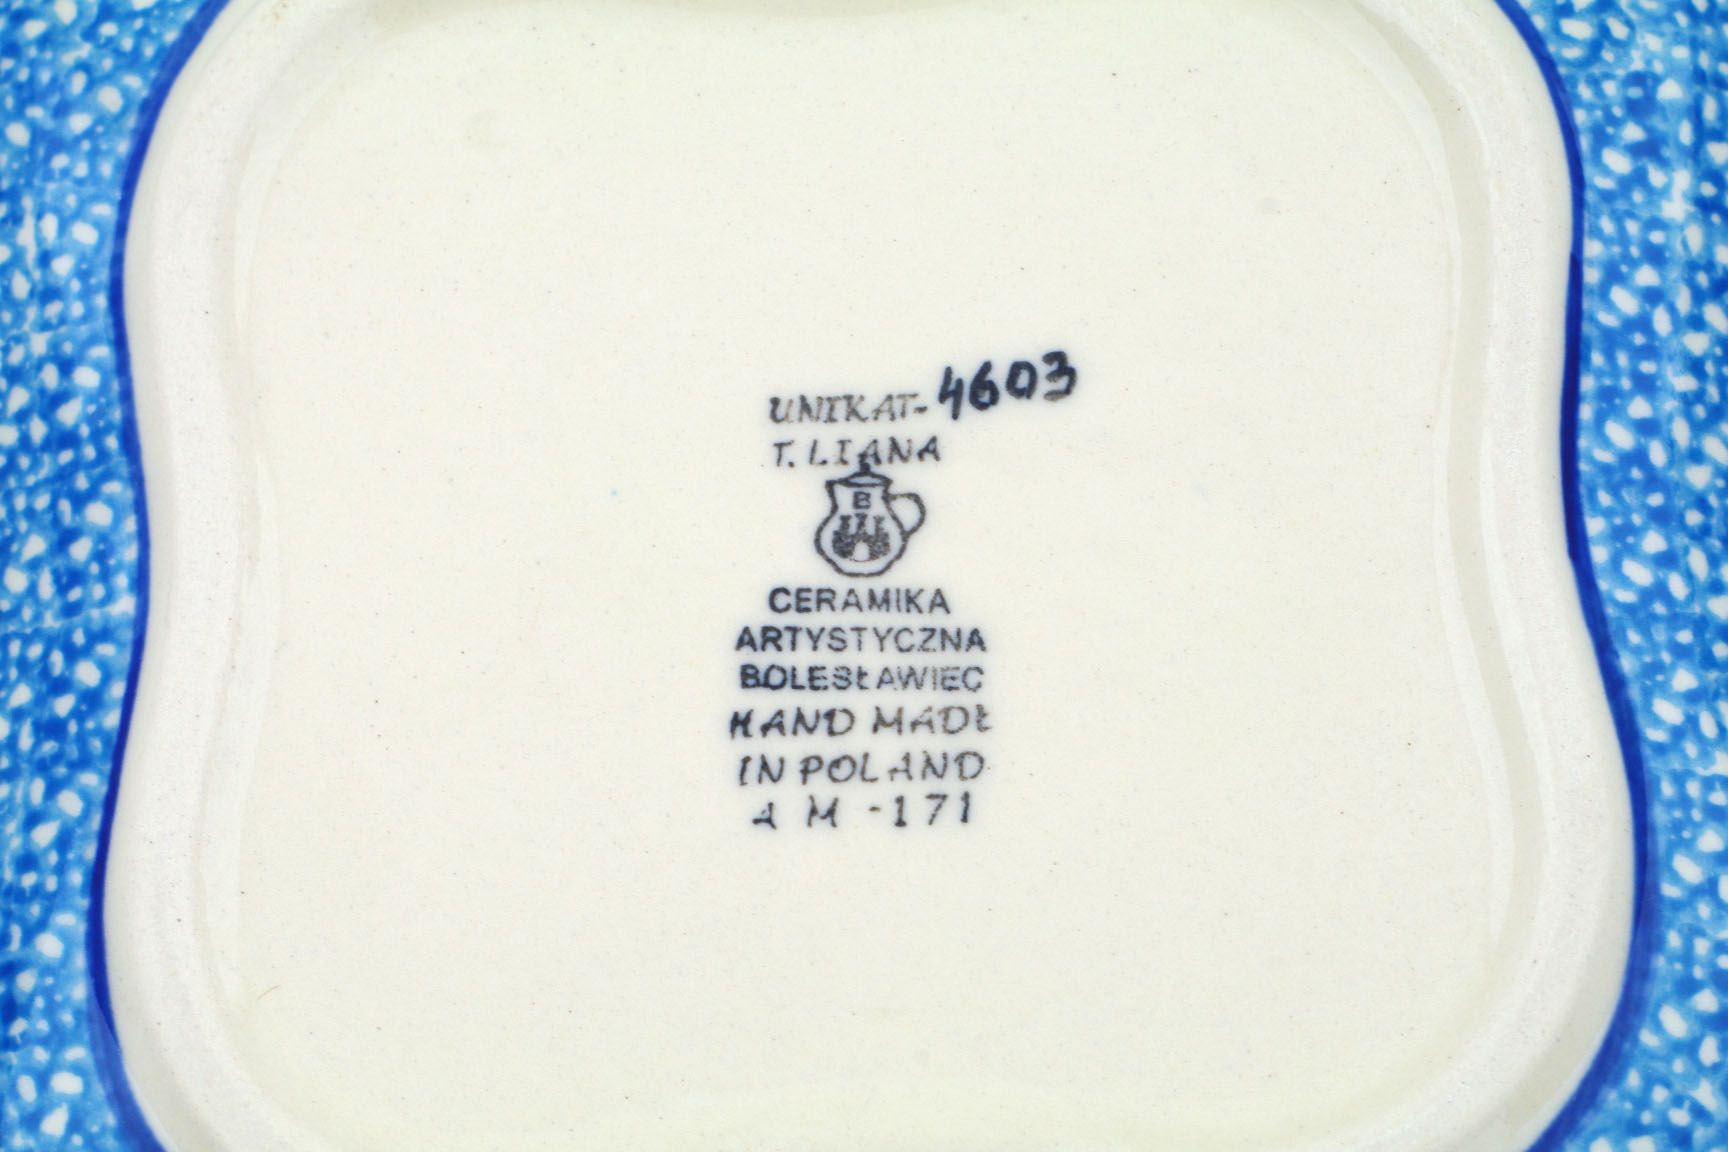 UNIKAT-4603
T. LIANA
B
CERAMIKA
ARTYSTYCZNA
BOLESŁAWIEC
HAND MADE
IN POLAND
A M -171